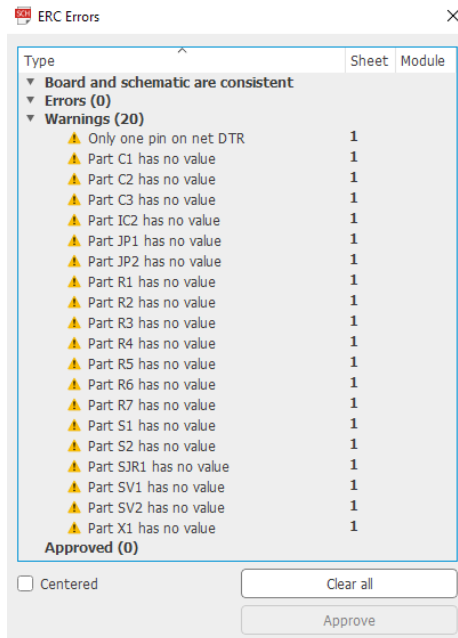 SCH ERC Errors
Type Sheet Module
Board and schematic are consistent
Errors (0)
Warnings (20)
Only one pin on net DTR 1
Part C1 has no value 1
Part C2 has no value 1
Part C3 has no value 1
Part IC2 has no value 1
Part JP1 has no value 1
Part JP2 has no value 1
Part R1 has no value 1
Part R2 has no value 1
Part R3 has no value 1
Part R4 has no value 1
Part R5 has no value 1
Part R6 has no value 1
Part R7 has no value 1
Part S1 has no value 1
Part S2 has no value 1
Part SJR1 has no value 1
Part SV1 has no value 1
Part SV2 has no value 1
Part X1 has no value 1
Approved (0)
Centered Clear all
Approve